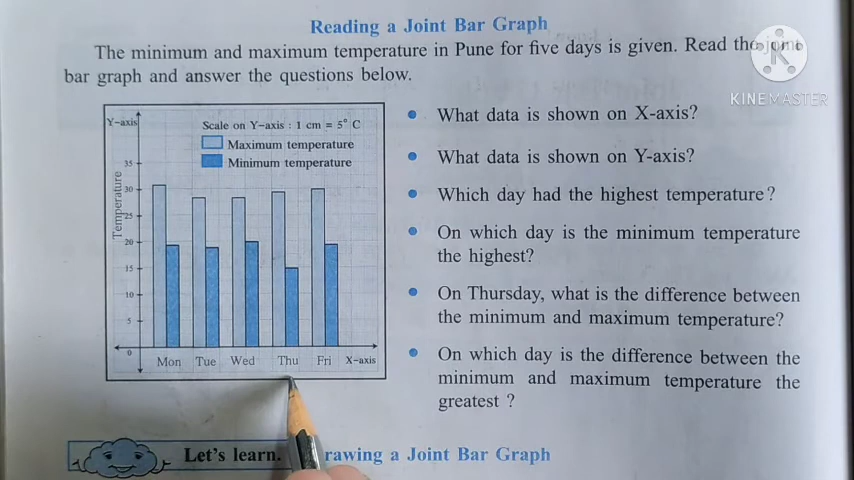 Reading a Joint Bar Graph
The minimum and maximum temperature in Pune for five days is given. Read the joint
bar graph and answer the questions below.
KINEMASTER
Y-axis
Scale on Y-axis : 1 cm = 5° C
Maximum temperature
Minimum temperature
Temperature
35
30
25
20
15
10
5
0
Mon Tue Wed Thu Fri X-axis
What data is shown on X-axis?
What data is shown on Y-axis?
Which day had the highest temperature?
On which day is the minimum temperature
the highest?
On Thursday, what is the difference between
the minimum and maximum temperature?
On which day is the difference between the
minimum and maximum temperature the
greatest ?
Let's learn. rawing a Joint Bar Graph